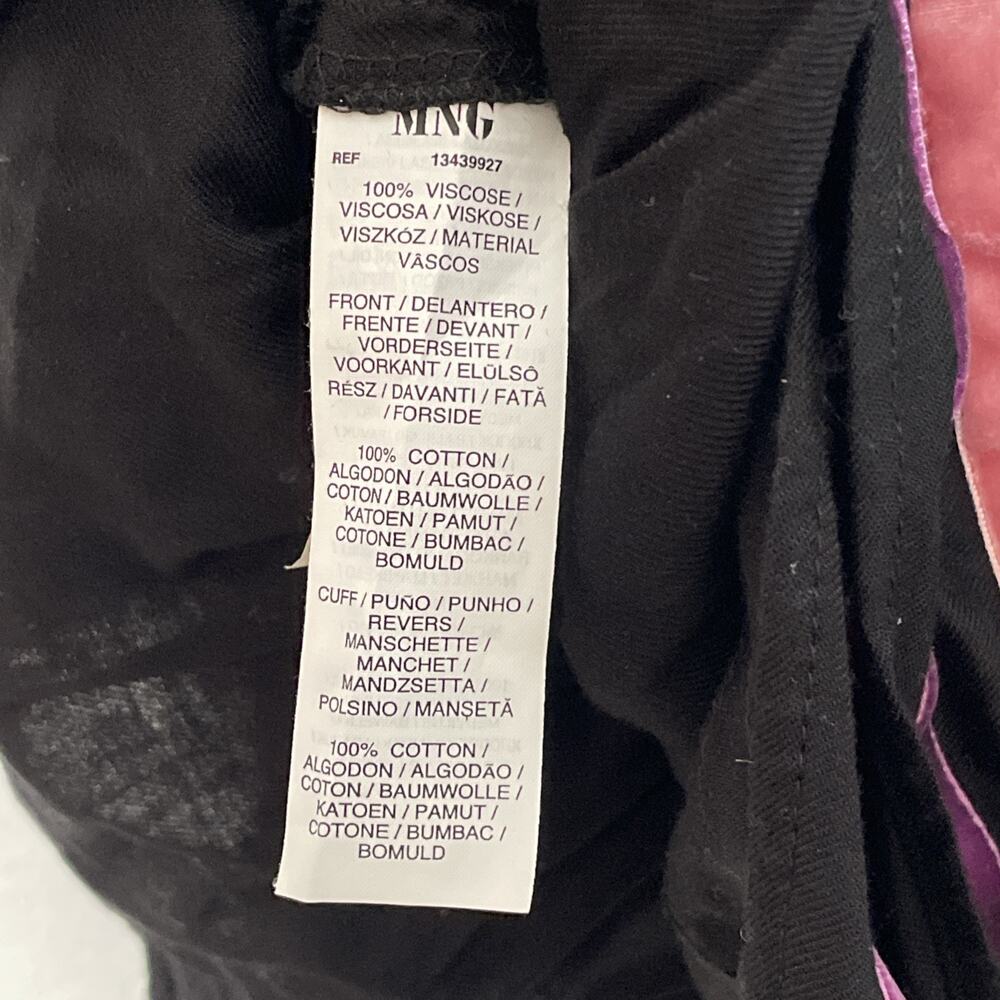 MNG
REF 13439927
100% VISCOSE /
VISCOSA / VISKOSE /
VISZKÓZ / MATERIAL
VÂSCOS
FRONT / DELANTERO /
FRENTE / DEVANT /
VORDERSEITE /
VOORKANT / ELÜLSŐ
RÉSZ / DAVANTI / FATĂ
/ FORSIDE
100% COTTON /
ALGODON / ALGODÃO /
COTON / BAUMWOLLE /
KATOEN / PAMUT /
COTONE / BUMBAC /
BOMULD
CUFF / PUÑO / PUNHO /
REVERS /
MANSCHETTE /
MANCHET /
MANDZSETTA /
POLSINO / MANSETĂ
100% COTTON /
ALGODON / ALGODÃO /
COTON / BAUMWOLLE /
KATOEN / PAMUT /
COTONE / BUMBAC /
BOMULD